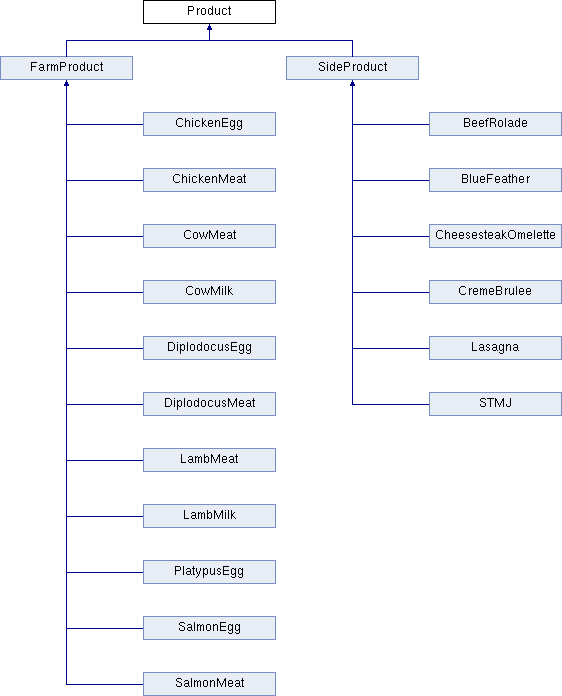 Product
FarmProduct
SideProduct
ChickenEgg
BeefRolade
ChickenMeat
BlueFeather
CowMeat
CheesesteakOmelette
CowMilk
CremeBrulee
DiplodocusEgg
Lasagna
DiplodocusMeat
STMJ
LambMeat
LambMilk
PlatypusEgg
SalmonEgg
SalmonMeat